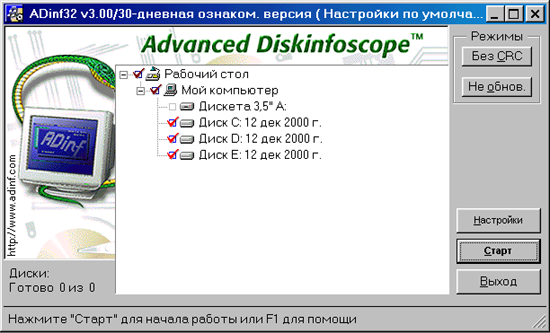 ADinf32 v3.00/30-дневная ознаком. версия ( Настройки по умолча...
Advanced Diskinfoscope™
Режимы
Без CRC
Не обнов.
Рабочий стол
Мой компьютер
Дискета 3,5" A:
Диск C: 12 дек 2000 г.
Диск D: 12 дек 2000 г.
Диск E: 12 дек 2000 г.
ADinf
http://www.adinf.com
Настройки
Старт
Выход
Диски:
Готово 0 из 0
Нажмите "Старт" для начала работы или F1 для помощи